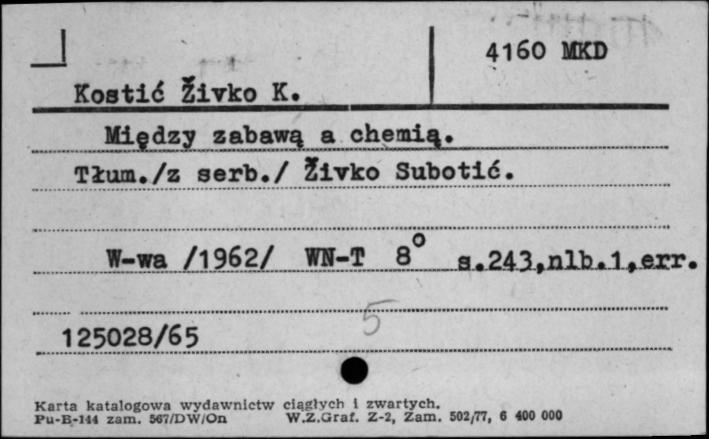 4160 MKD
Kostić Živko K.
Między zabawą a chemią.
Tłum./z serb./ Živko Subotić.
W-wa /1962/ WN-T 8° s.243,nlb.1,err.
5
125028/65
Karta katalogowa wydawnictw ciągłych i zwartych.
Pu-B-144 zam. 567/DW/On W.Z.Graf. Z-2, Zam. 502/77, 6 400 000